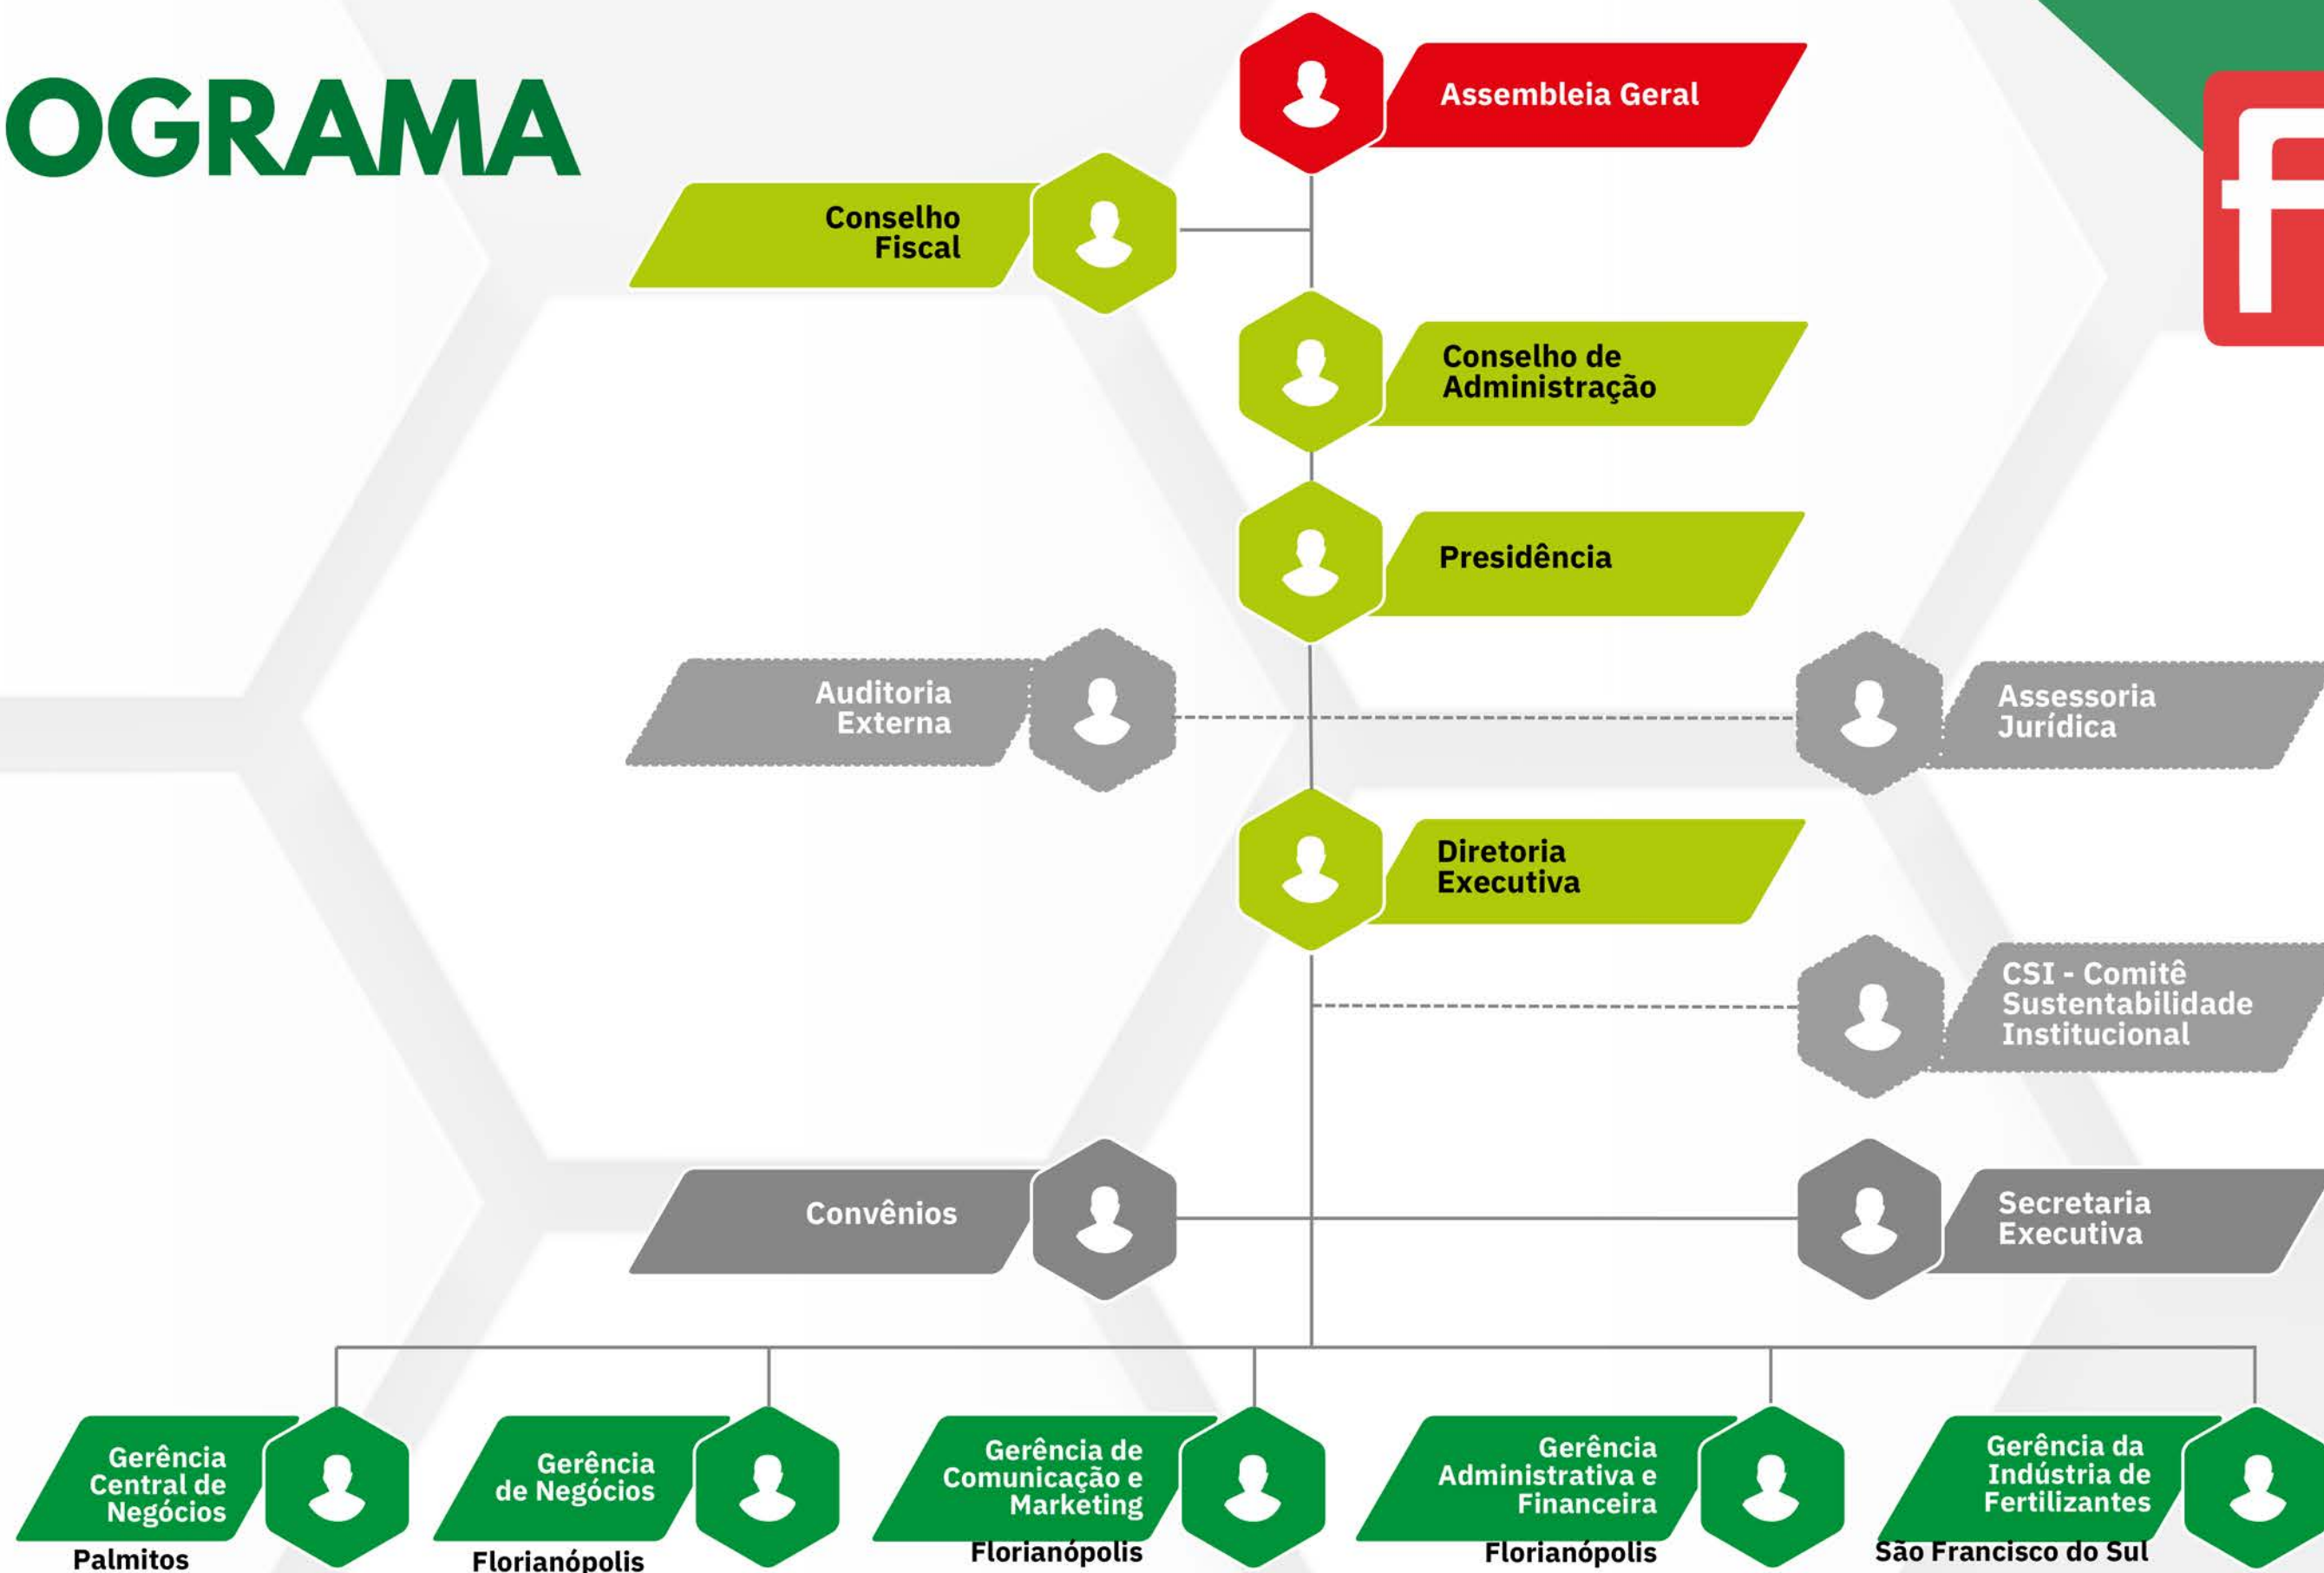 OGRAMA
Assembleia Geral
Conselho
Fiscal
Conselho de
Administração
Presidência
Auditoria
Externa
Assessoria
Jurídica
Diretoria
Executiva
CSI - Comitê
Sustentabilidade
Institucional
Convênios
Secretaria
Executiva
Gerência
Central de
Negócios
Palmitos
Gerência
de Negócios
Florianópolis
Gerência de
Comunicação e
Marketing
Florianópolis
Gerência
Administrativa e
Financeira
Florianópolis
Gerência da
Indústria de
Fertilizantes
São Francisco do Sul